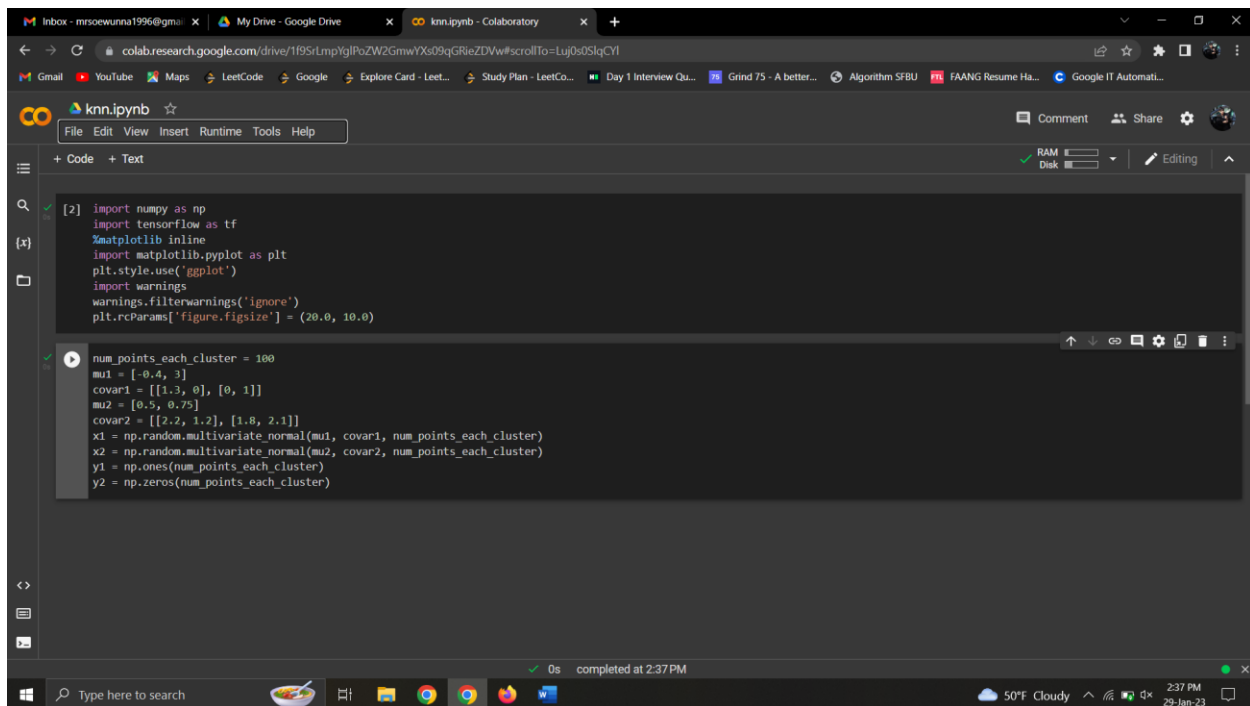 Inbox - mrsoewunna1996@gmai
My Drive - Google Drive
knn.ipynb - Colaboratory
colab.research.google.com/drive/1f9SrLmpYglPoZW2GmwYXs09qGRieZDVw#scrollTo=Luj0s0SlqCYl
Gmail YouTube Maps LeetCode Google Explore Card - Leet... Study Plan - LeetCo... Day 1 Interview Qu... 75 Grind 75 - A better... Algorithm SFBU FTL FAANG Resume Ha... Google IT Automati...
CO knn.ipynb
Comment Share
File Edit View Insert Runtime Tools Help
+ Code + Text
RAM
Disk
Editing
{x}
[2] import numpy as np
0s
import tensorflow as tf
%matplotlib inline
import matplotlib.pyplot as plt
plt.style.use('ggplot')
import warnings
warnings.filterwarnings('ignore')
plt.rcParams['figure.figsize'] = (20.0, 10.0)
num_points_each_cluster = 100
0s
mu1 = [-0.4, 3]
covar1 = [[1.3, 0], [0, 1]]
mu2 = [0.5, 0.75]
covar2 = [[2.2, 1.2], [1.8, 2.1]]
x1 = np.random.multivariate_normal(mu1, covar1, num_points_each_cluster)
x2 = np.random.multivariate_normal(mu2, covar2, num_points_each_cluster)
y1 = np.ones(num_points_each_cluster)
y2 = np.zeros(num_points_each_cluster)
0s completed at 2:37 PM
Type here to search
50°F Cloudy
2:37 PM
29-Jan-23